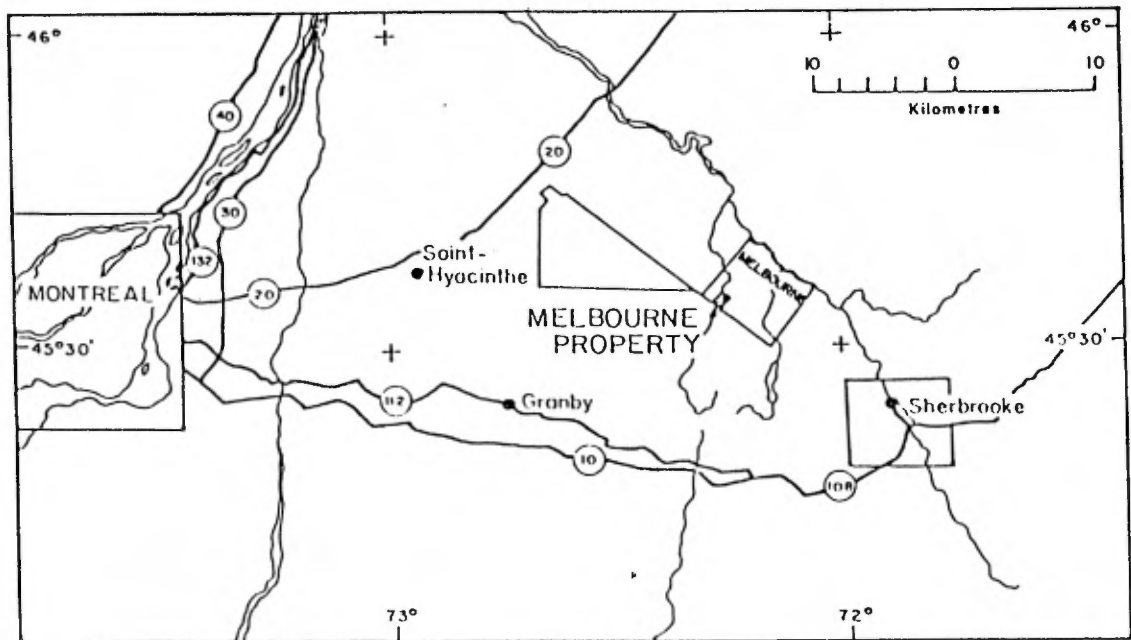 46°
46°
10 0 10
Kilometres
40
20
30
132
Saint-
Hyacinthe
MONTREAL
20
MELBOURNE
MELBOURNE
PROPERTY
45°30'
45°30'
112
Granby
Sherbrooke
10
108
73°
72°